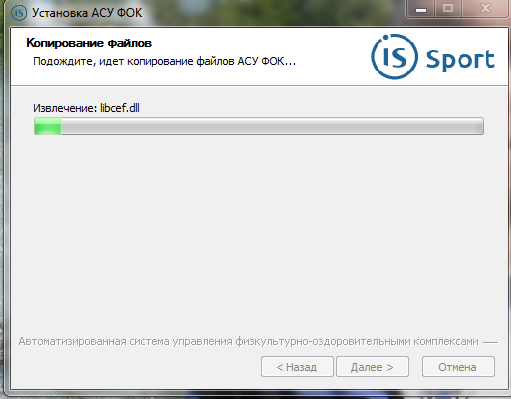 Установка АСУ ФОК
Копирование файлов
Подождите, идет копирование файлов АСУ ФОК...
iS Sport
Извлечение: libcef.dll
Автоматизированная система управления физкультурно-оздоровительными комплексами
< Назад
Далее >
Отмена